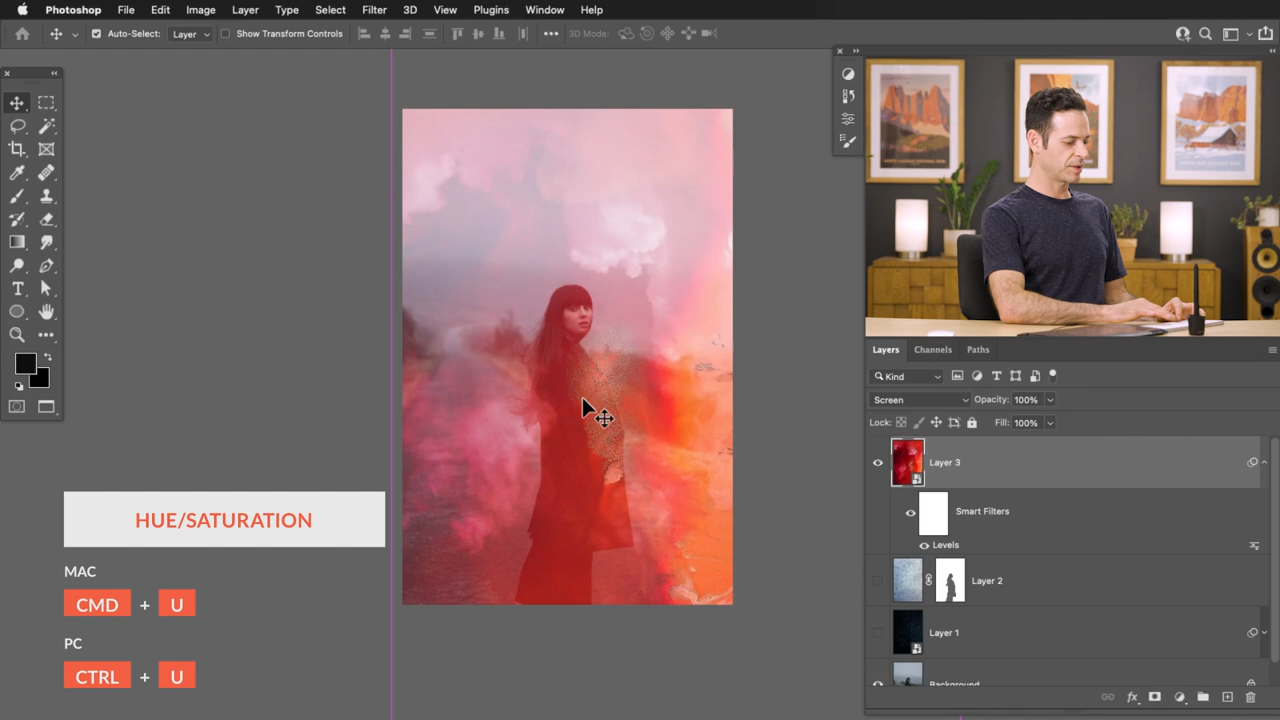 Photoshop File Edit Image Layer Type Select Filter 3D View Plugins Window Help
Auto-Select: Layer Show Transform Controls 3D Mode:
Layers Channels Paths
Kind
Screen Opacity: 100%
Lock: Fill: 100%
Layer 3
Smart Filters
Levels
Layer 2
Layer 1
Background
HUE/SATURATION
MAC
CMD + U
PC
CTRL + U